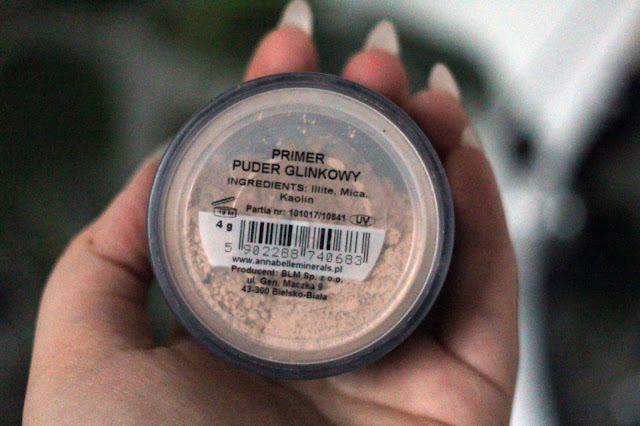 PRIMER
PUDER GLINKOWY
INGREDIENTS: Illite, Mica,
Kaolin
Partia nr: 101017/10841 UV
4 g
5 902288 740683
www.annabelleminerals.pl
Producent: BLM Sp. z o.o.
ul. Gen. Maczka 9
43-300 Bielsko-Biała